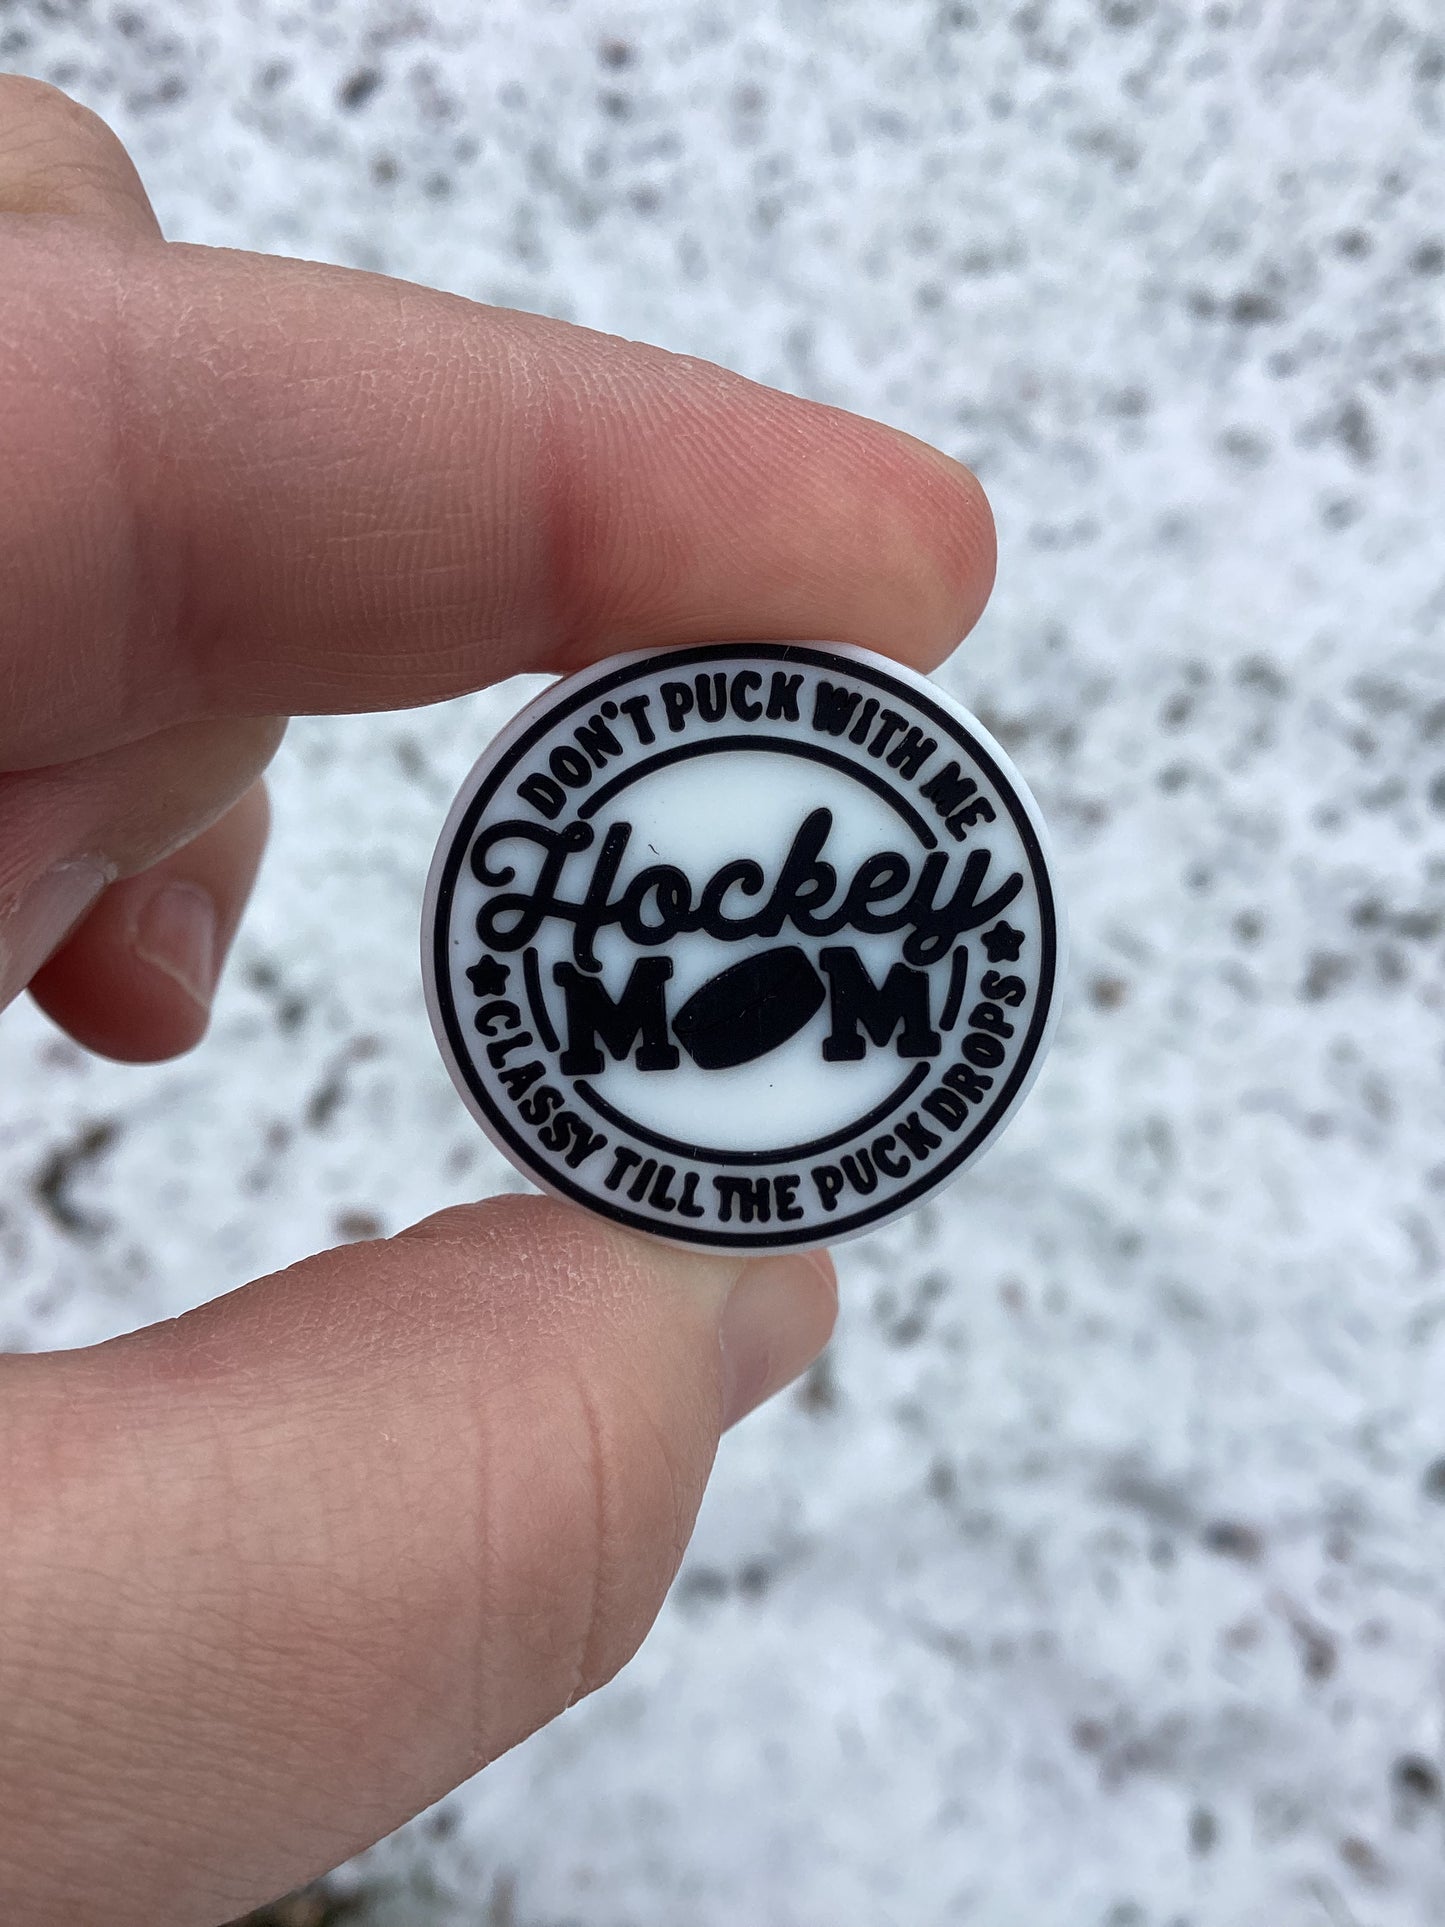 DON'T PUCK WITH ME
Hockey
MOM
CLASSY TILL THE PUCK DROPS